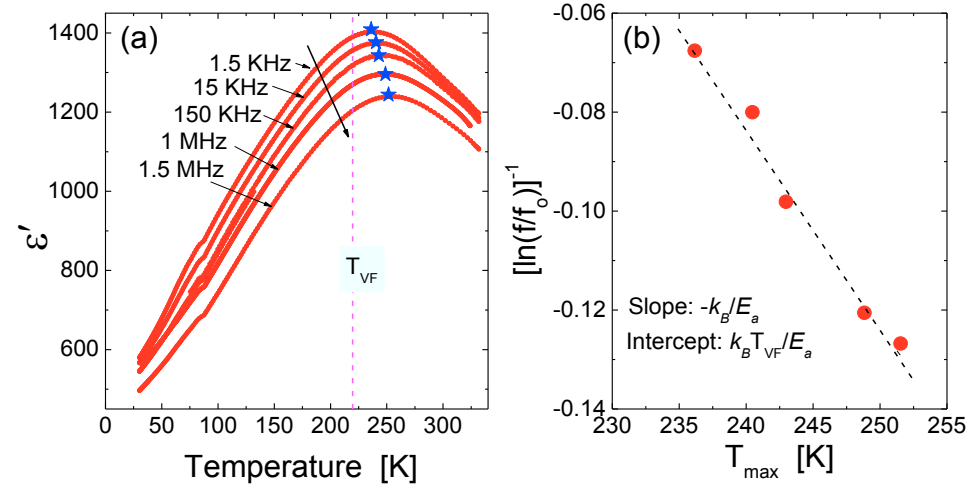 (a)
1400
1200
1000
800
600
ε′
1.5 KHz
15 KHz
150 KHz
1 MHz
1.5 MHz
T_VF
0 50 100 150 200 250 300
Temperature [K]
(b)
-0.06
-0.08
-0.10
-0.12
-0.14
[ln(f/f_o)]^-1
Slope: -k_B/E_a
Intercept: k_BT_VF/E_a
230 235 240 245 250 255
T_max [K]